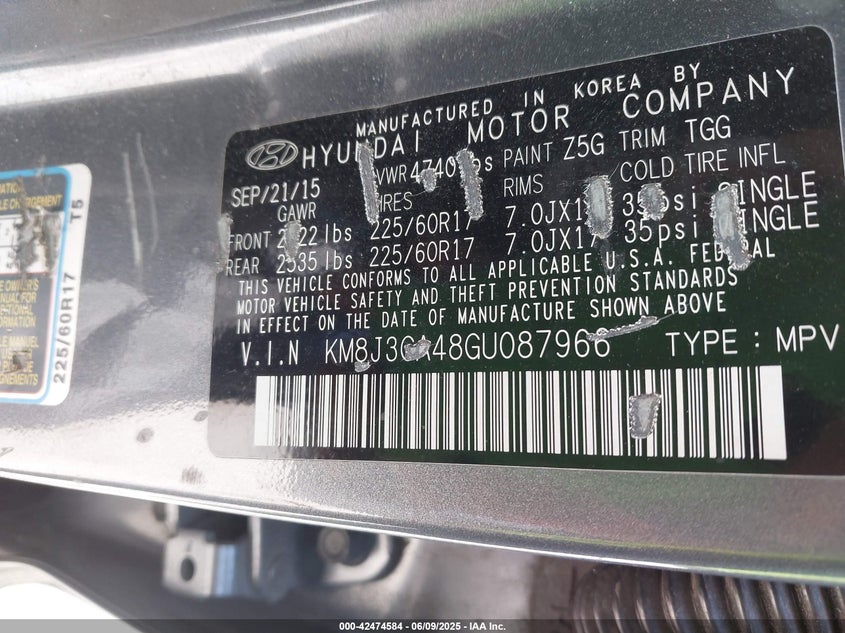 MANUFACTURED IN KOREA BY
HYUNDAI MOTOR COMPANY
SEP/21/15 PAINT Z5G TRIM TGG
GAWR RIMS COLD TIRE INFL
FRONT lbs 225/60R17 SINGLE
REAR 2535 lbs 225/60R17 7.0JX17 35psi SINGLE
THIS VEHICLE CONFORMS TO ALL APPLICABLE U.S.A. FEDERAL
MOTOR VEHICLE SAFETY AND THEFT PREVENTION STANDARDS
IN EFFECT ON THE DATE OF MANUFACTURE SHOWN ABOVE
V.I.N TYPE : MPV
T5
225/60R17
000-42474584 | 06/09/2025 - IAA Inc.